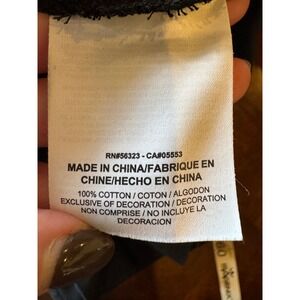 RN#56323 - CA#05553
MADE IN CHINA/FABRIQUE EN
CHINE/HECHO EN CHINA
100% COTTON / COTON / ALGODON
EXCLUSIVE OF DECORATION / DECORATION
NON COMPRISE / NO INCLUYE LA
DECORACION